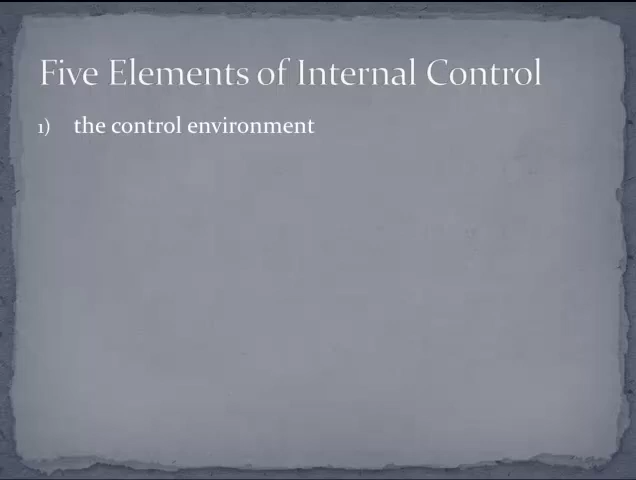 Five Elements of Internal Control
1) the control environment